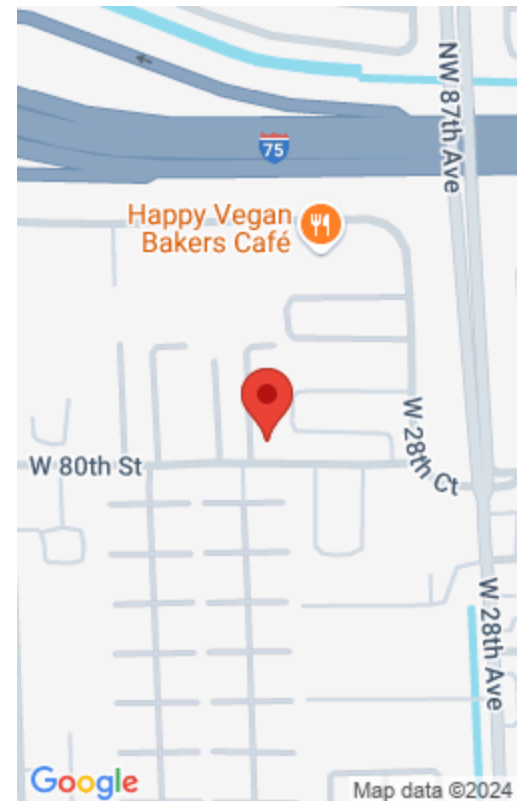 NW 87th Ave
75
Happy Vegan
Bakers Café
W 28th Ct
W 80th St
W 28th Ave
Google
Map data ©2024